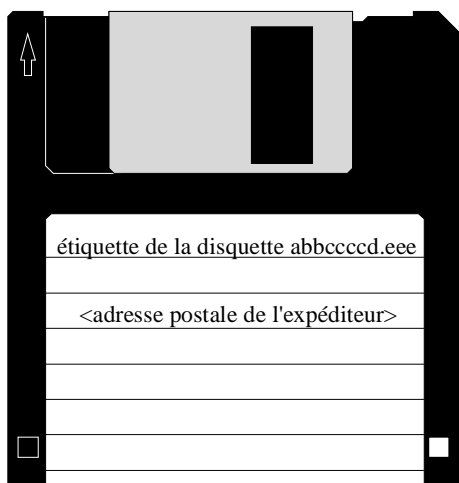 étiquette de la disquette abbccccd.eee
<adresse postale de l'expéditeur>